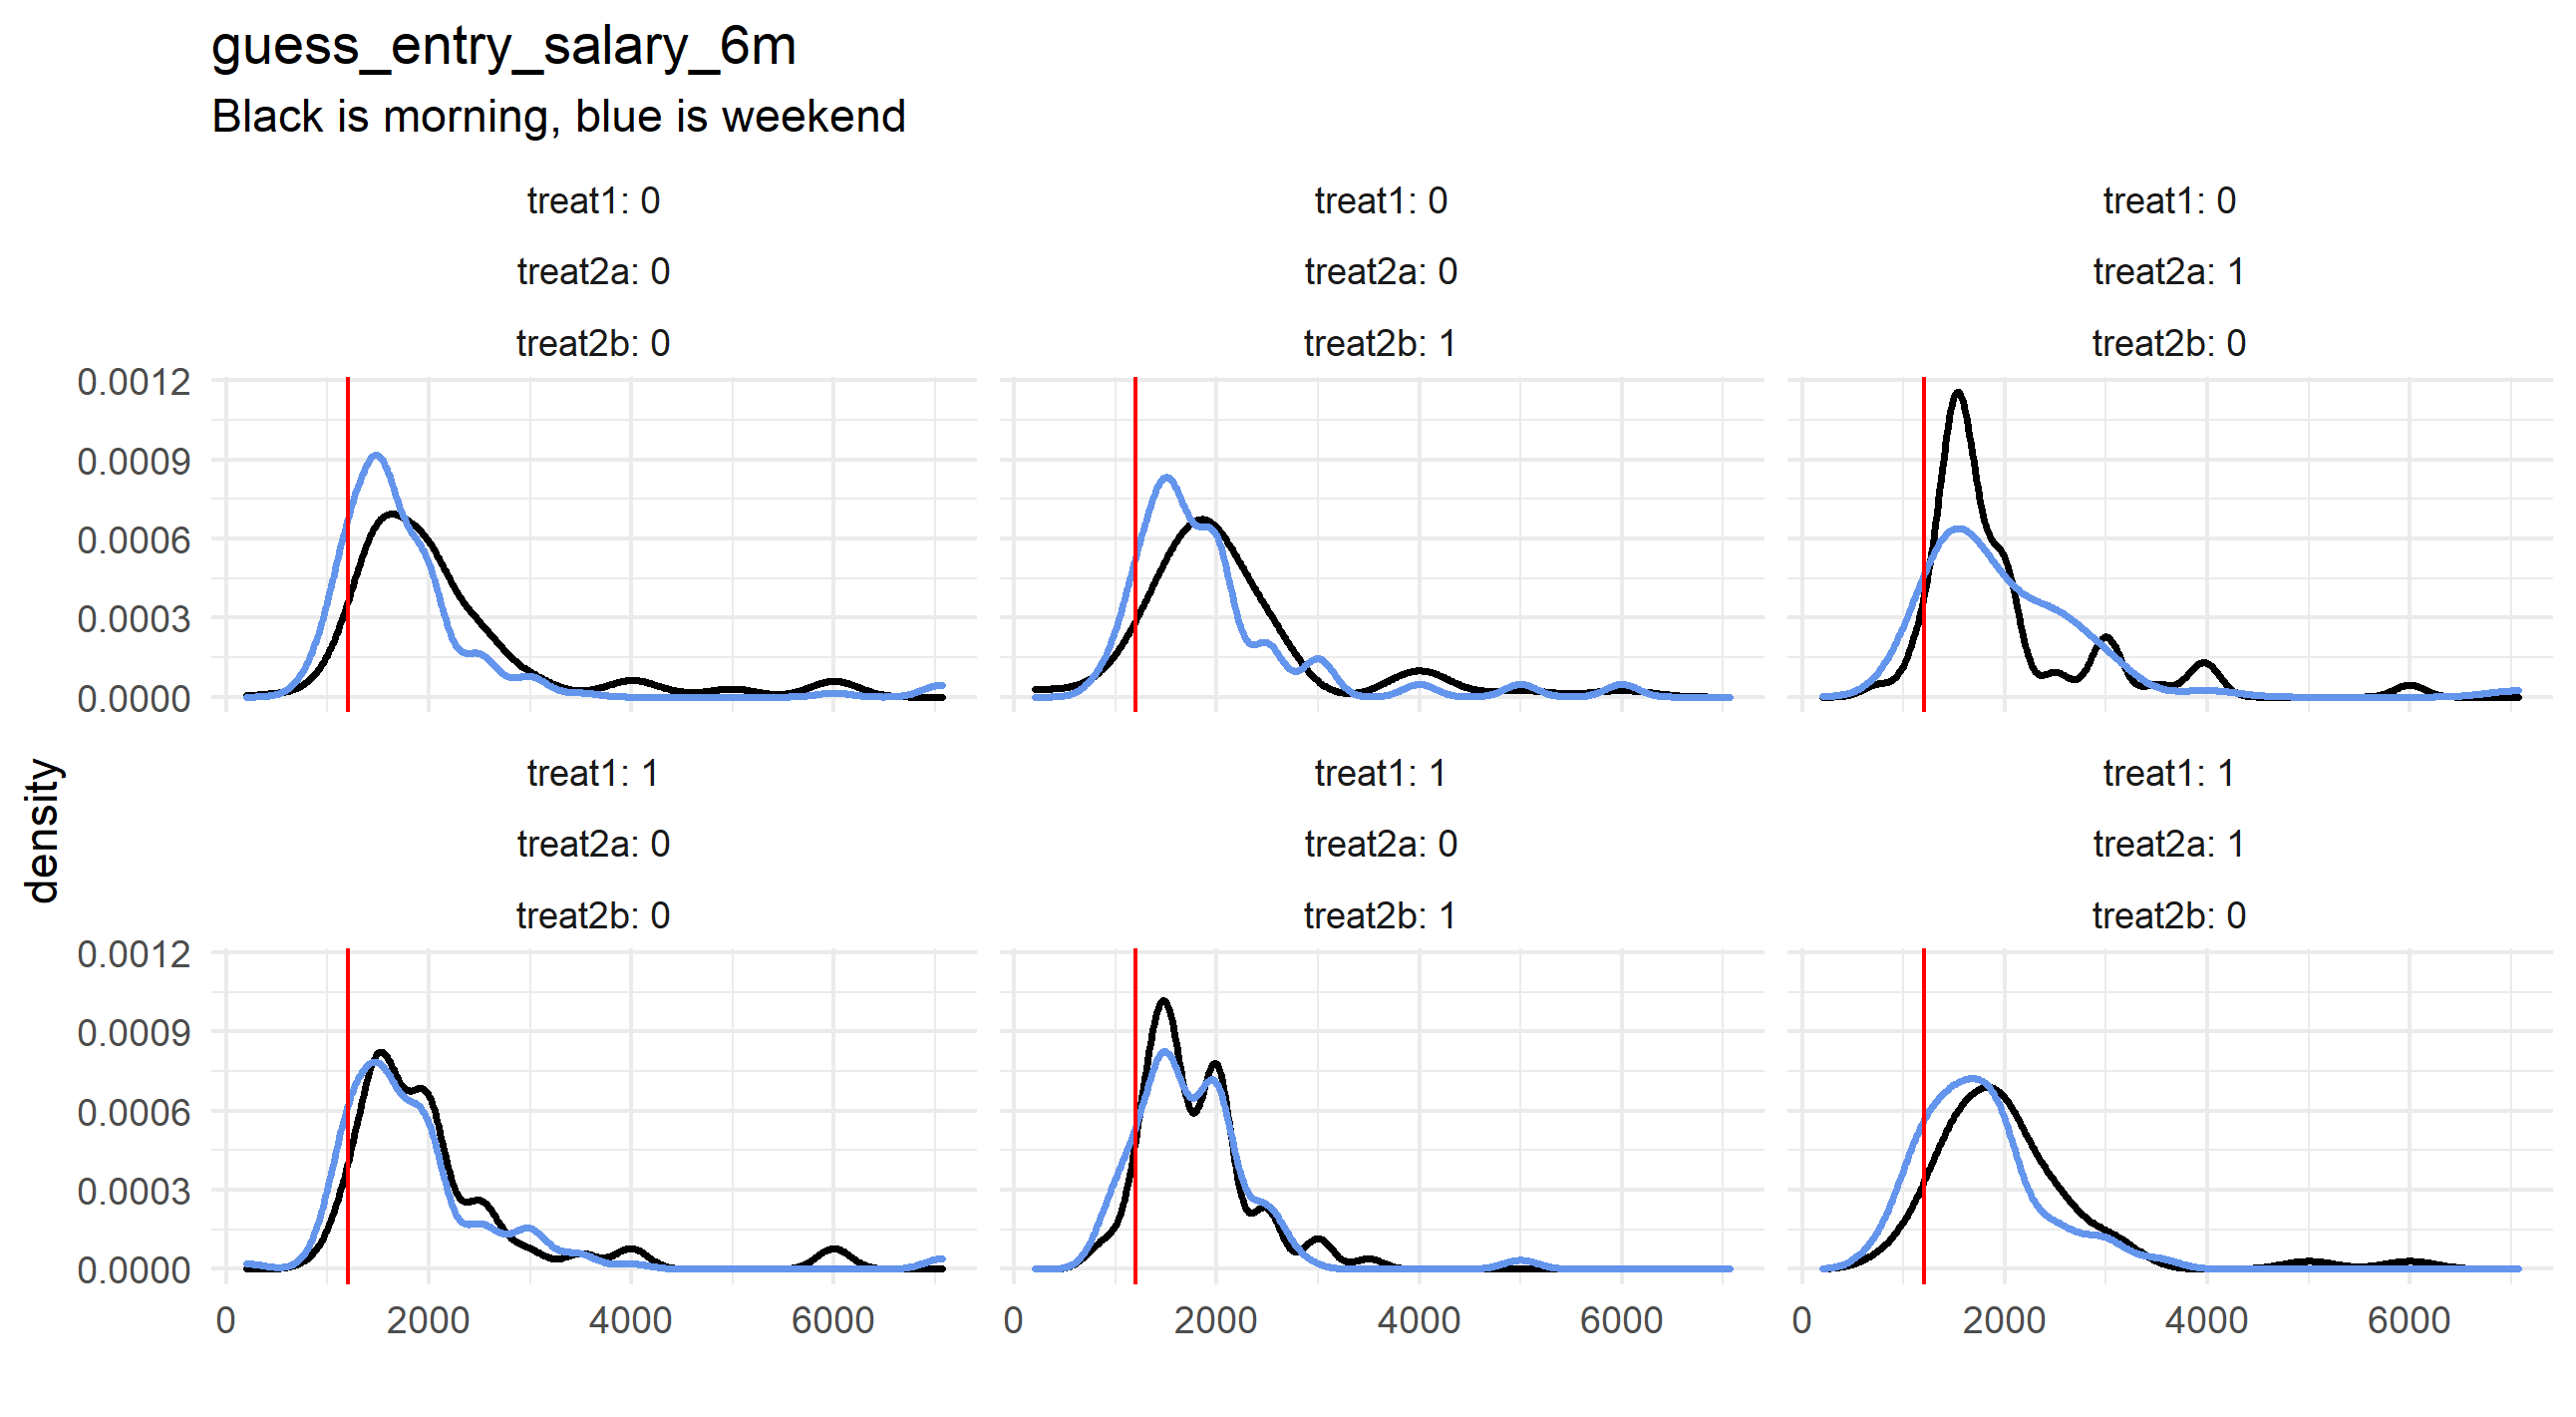 guess_entry_salary_6m
Black is morning, blue is weekend
treat1: 0
treat2a: 0
treat2b: 0
treat1: 0
treat2a: 0
treat2b: 1
treat1: 0
treat2a: 1
treat2b: 0
0.0012
0.0009
0.0006
0.0003
0.0000
density
treat1: 1
treat2a: 0
treat2b: 0
treat1: 1
treat2a: 0
treat2b: 1
treat1: 1
treat2a: 1
treat2b: 0
0.0012
0.0009
0.0006
0.0003
0.0000
0 2000 4000 6000
0 2000 4000 6000
0 2000 4000 6000